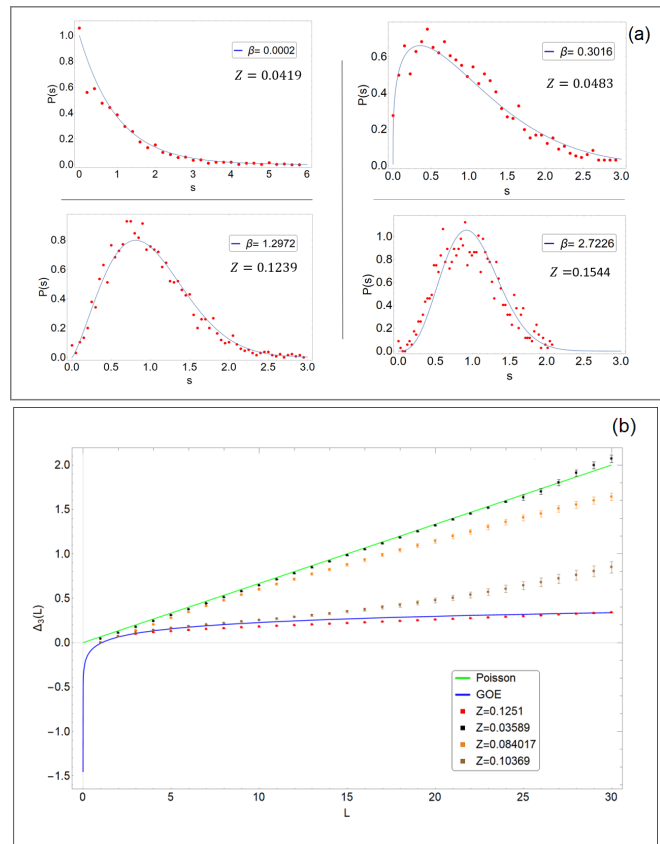 (a)
β= 0.0002
Z = 0.0419
P(s)
1.0
0.8
0.6
0.4
0.2
0.0
0 1 2 3 4 5 6
s
β= 0.3016
Z = 0.0483
P(s)
0.6
0.4
0.2
0.0
0.0 0.5 1.0 1.5 2.0 2.5 3.0
s
β= 1.2972
Z = 0.1239
P(s)
0.8
0.6
0.4
0.2
0.0
0.0 0.5 1.0 1.5 2.0 2.5 3.0
s
β= 2.7226
Z =0.1544
P(s)
1.0
0.8
0.6
0.4
0.2
0.0
0.0 0.5 1.0 1.5 2.0 2.5 3.0
s
(b)
Δ3(L)
2.0
1.5
1.0
0.5
0.0
-0.5
-1.0
-1.5
Poisson
GOE
Z=0.1251
Z=0.03589
Z=0.084017
Z=0.10369
0 5 10 15 20 25 30
L